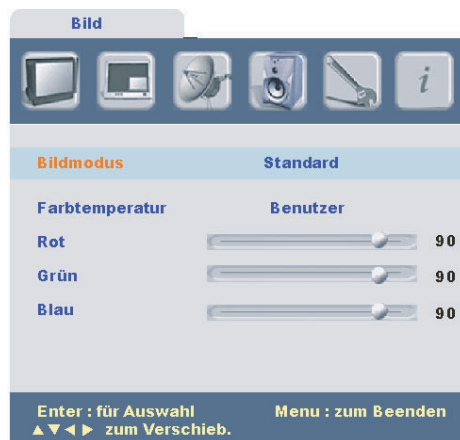 Bild
i
Bildmodus Standard
Farbtemperatur Benutzer
Rot 90
Grün 90
Blau 90
Enter : für Auswahl Menu : zum Beenden
▲▼◀ ▶ zum Verschieb.